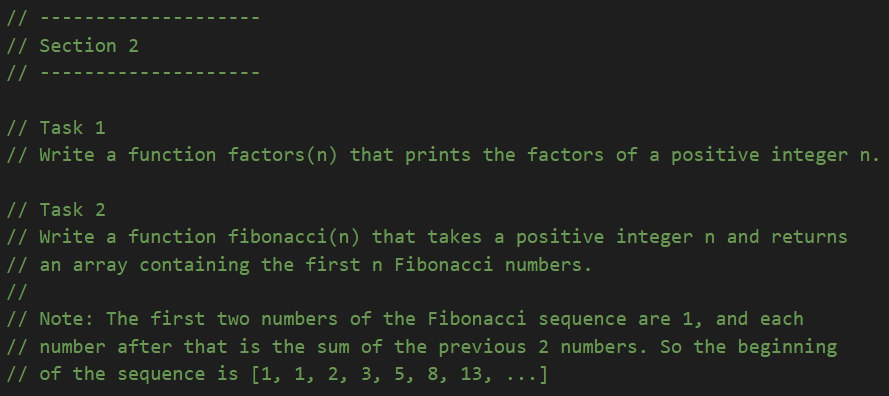 // --------------------
// Section 2
// --------------------
// Task 1
// Write a function factors(n) that prints the factors of a positive integer n.
// Task 2
// Write a function fibonacci(n) that takes a positive integer n and returns
// an array containing the first n Fibonacci numbers.
//
// Note: The first two numbers of the Fibonacci sequence are 1, and each
// number after that is the sum of the previous 2 numbers. So the beginning
// of the sequence is [1, 1, 2, 3, 5, 8, 13, ...]